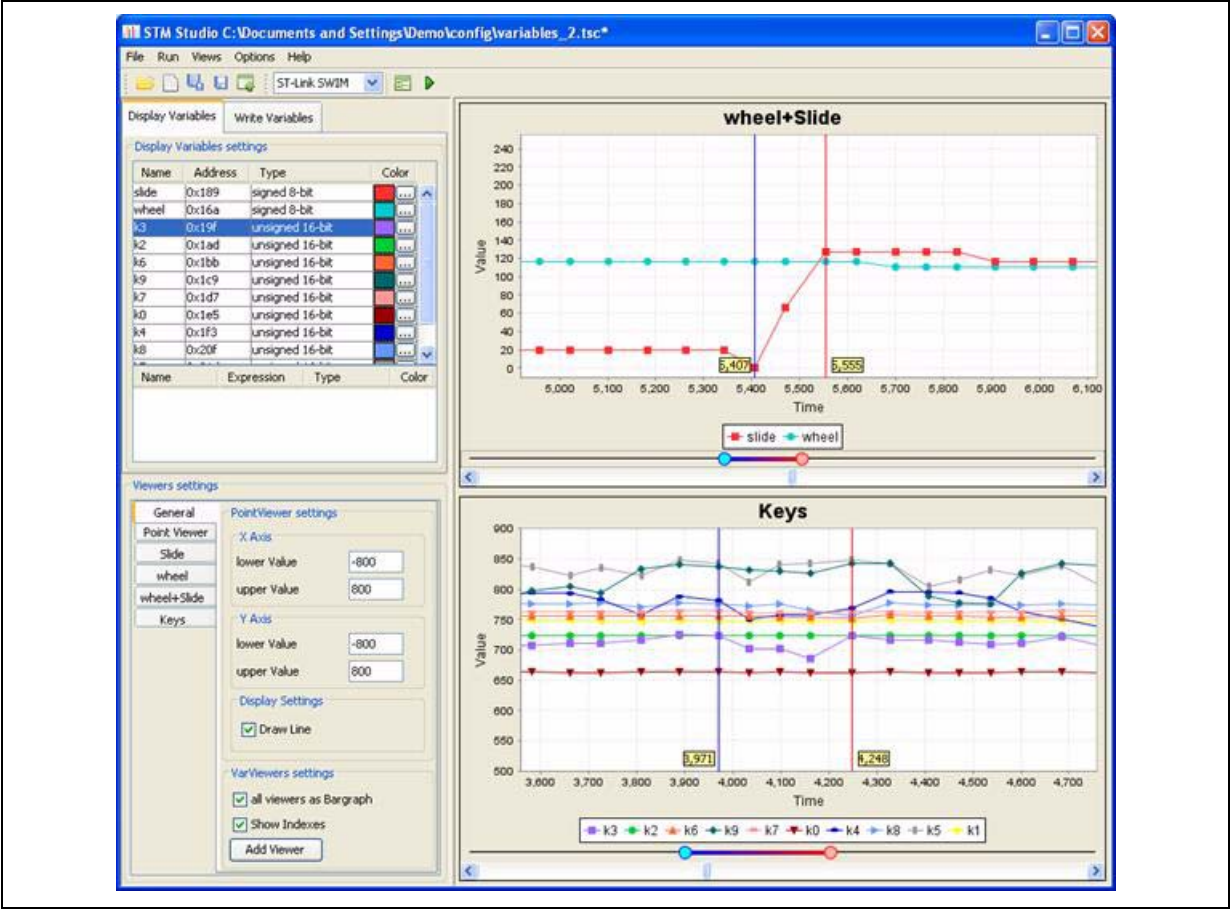 STM Studio C:\Documents and Settings\Demo\config\variables_2.tsc*
File Run Views Options Help
ST-Link SWIM
Display Variables Write Variables
Display Variables settings
Name Address Type Color
slide 0x189 signed 8-bit ...
wheel 0x16a signed 8-bit ...
k3 0x19f unsigned 16-bit ...
k2 0x1ad unsigned 16-bit ...
k6 0x1bb unsigned 16-bit ...
k9 0x1c9 unsigned 16-bit ...
k7 0x1d7 unsigned 16-bit ...
k0 0x1e5 unsigned 16-bit ...
k4 0x1f3 unsigned 16-bit ...
k8 0x20f unsigned 16-bit ...
Name Expression Type Color
Viewers settings
General
Point Viewer
Slide
wheel
wheel+Slide
Keys
PointViewer settings
X Axis
lower Value -800
upper Value 800
Y Axis
lower Value -800
upper Value 800
Display Settings
Draw Line
VarViewers settings
all viewers as Bargraph
Show Indexes
Add Viewer
wheel+Slide
Value
240
220
200
180
160
140
120
100
80
60
40
20
0
5,407 5,555
5,000 5,100 5,200 5,300 5,400 5,500 5,600 5,700 5,800 5,900 6,000 6,100
Time
slide wheel
Keys
Value
900
850
800
750
700
650
600
550
500
3,971 4,248
3,600 3,700 3,800 3,900 4,000 4,100 4,200 4,300 4,400 4,500 4,600 4,700
Time
k3 k2 k6 k9 k7 k0 k4 k8 k5 k1